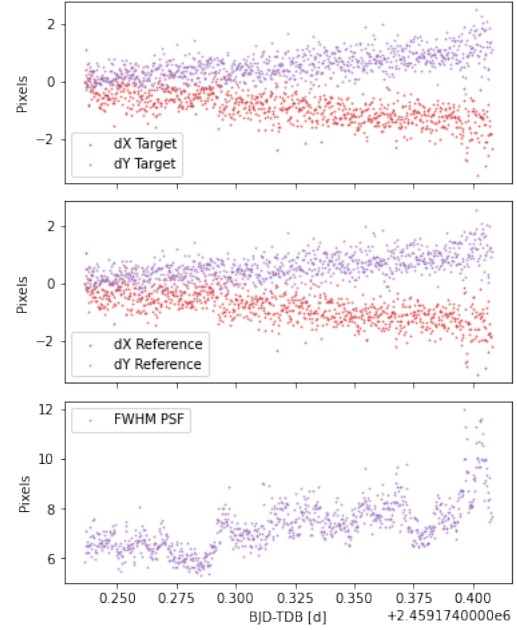 2
0
−2
Pixels
dX Target
dY Target
2
0
−2
Pixels
dX Reference
dY Reference
12
10
8
6
Pixels
FWHM PSF
0.250 0.275 0.300 0.325 0.350 0.375 0.400
BJD-TDB [d] +2.4591740000e6